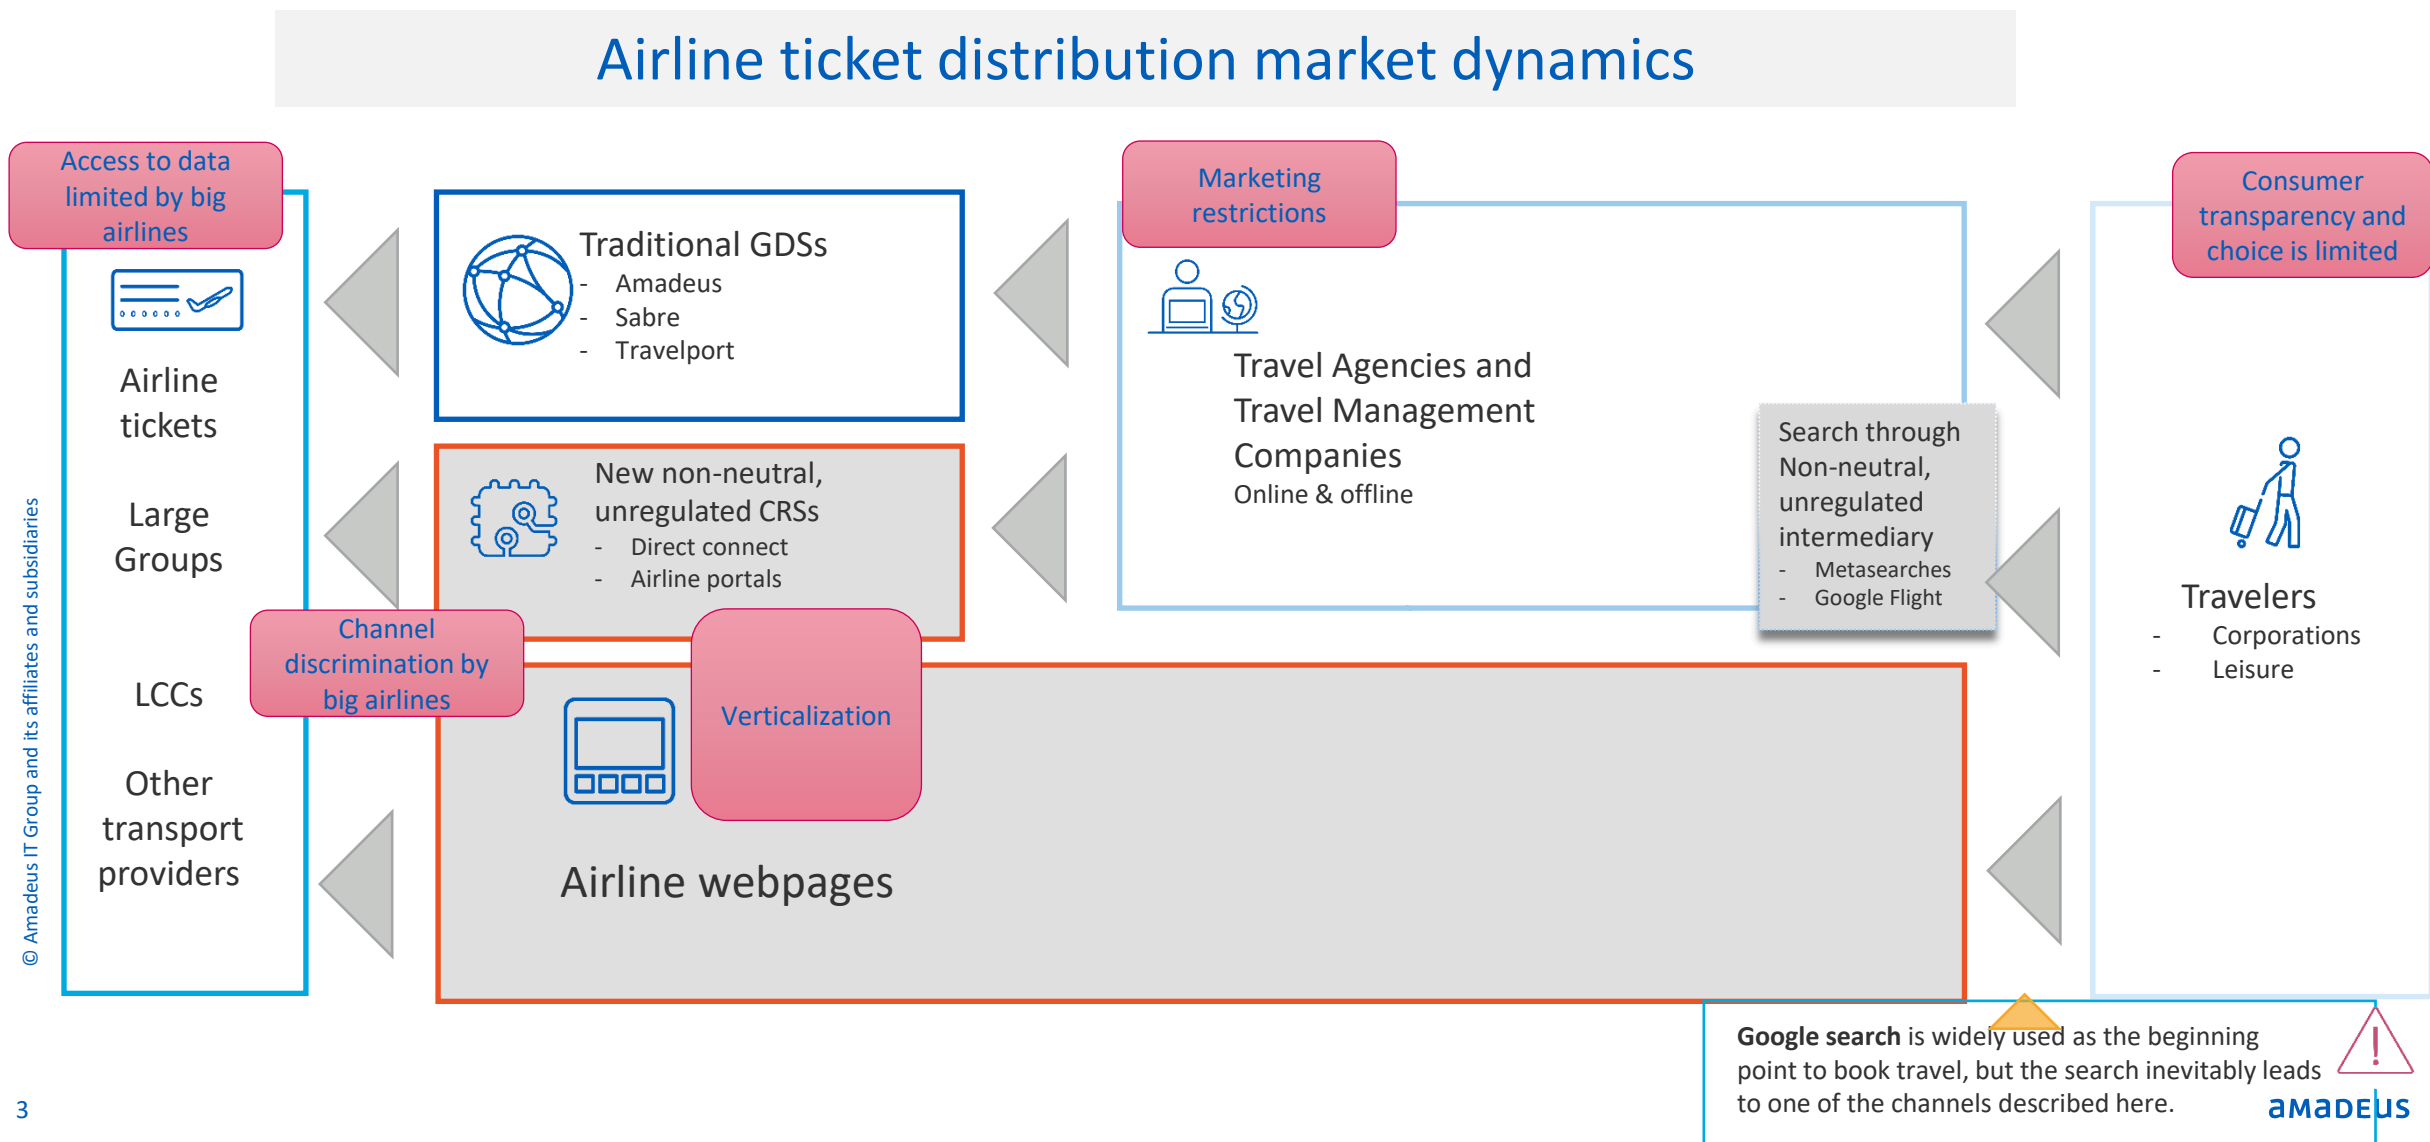 Airline ticket distribution market dynamics
Access to data
limited by big
airlines
Airline
tickets
Large
Groups
LCCs
Other
transport
providers
Traditional GDSs
- Amadeus
- Sabre
- Travelport
New non-neutral,
unregulated CRSs
- Direct connect
- Airline portals
Channel
discrimination by
big airlines
Verticalization
Airline webpages
Marketing
restrictions
Travel Agencies and
Travel Management
Companies
Online & offline
Search through
Non-neutral,
unregulated
intermediary
- Metasearches
- Google Flight
Consumer
transparency and
choice is limited
Travelers
- Corporations
- Leisure
Google search is widely used as the beginning
point to book travel, but the search inevitably leads
to one of the channels described here.
© Amadeus IT Group and its affiliates and subsidiaries
3
amadeus